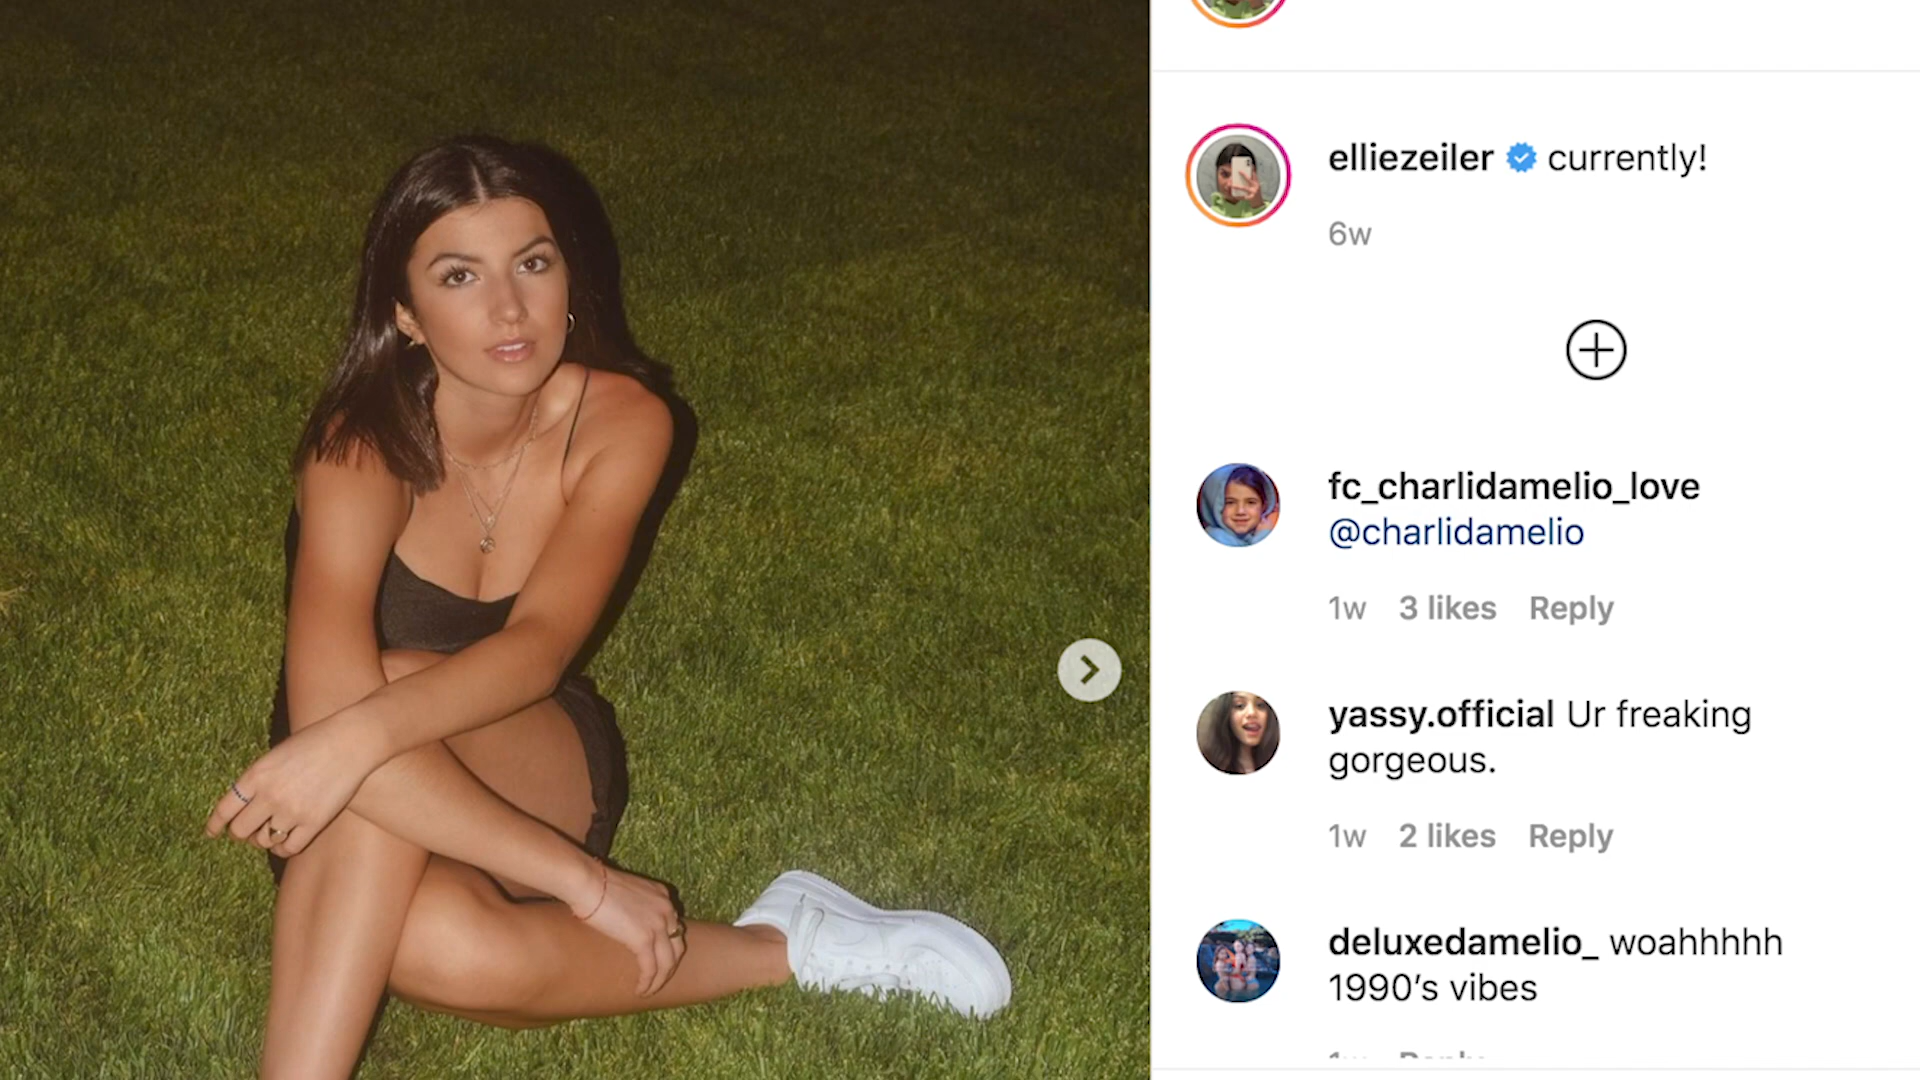 elliezeiler currently!
6w
fc_charlidamelio_love
@charlidamelio
1w 3 likes Reply
yassy.official Ur freaking
gorgeous.
1w 2 likes Reply
deluxedamelio_ woahhhhh
1990's vibes